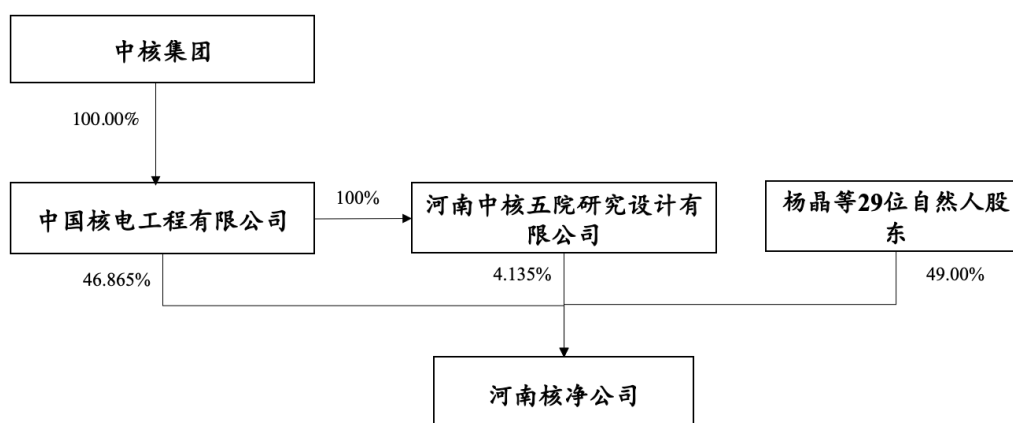 中核集团
100.00%
中国核电工程有限公司
100%
河南中核五院研究设计有
限公司
杨晶等29位自然人股
东
46.865%
4.135%
49.00%
河南核净公司